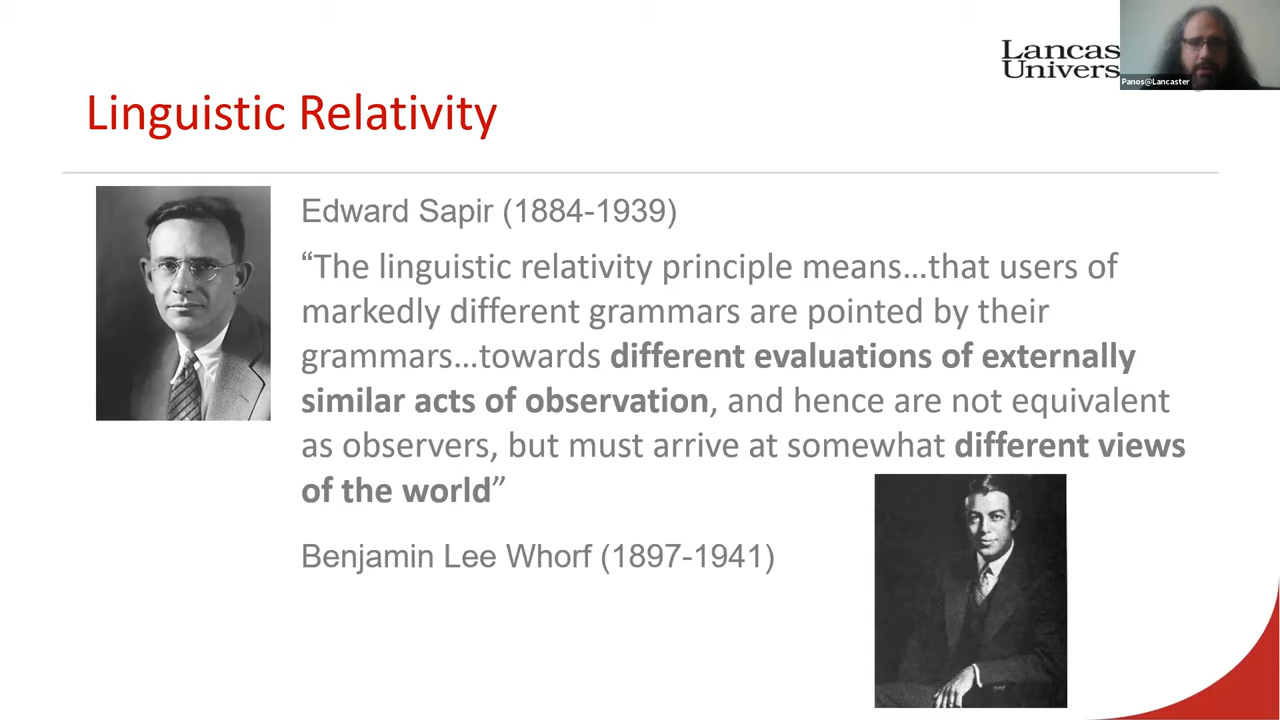 Lancas
Univers
Panos@Lancaster
Linguistic Relativity
Edward Sapir (1884-1939)
“The linguistic relativity principle means…that users of
markedly different grammars are pointed by their
grammars…towards different evaluations of externally
similar acts of observation, and hence are not equivalent
as observers, but must arrive at somewhat different views
of the world”
Benjamin Lee Whorf (1897-1941)